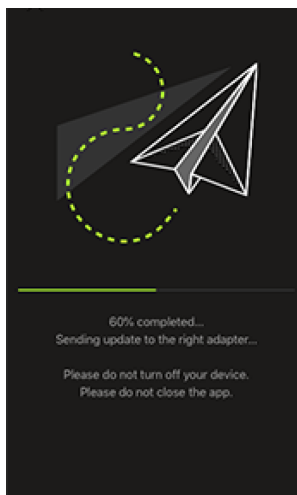 60% completed...
Sending update to the right adapter...
Please do not turn off your device.
Please do not close the app.